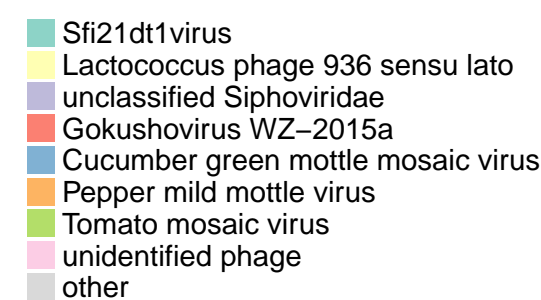 Sfi21dt1virus
Lactococcus phage 936 sensu lato
unclassified Siphoviridae
Gokushovirus WZ−2015a
Cucumber green mottle mosaic virus
Pepper mild mottle virus
Tomato mosaic virus
unidentified phage
other